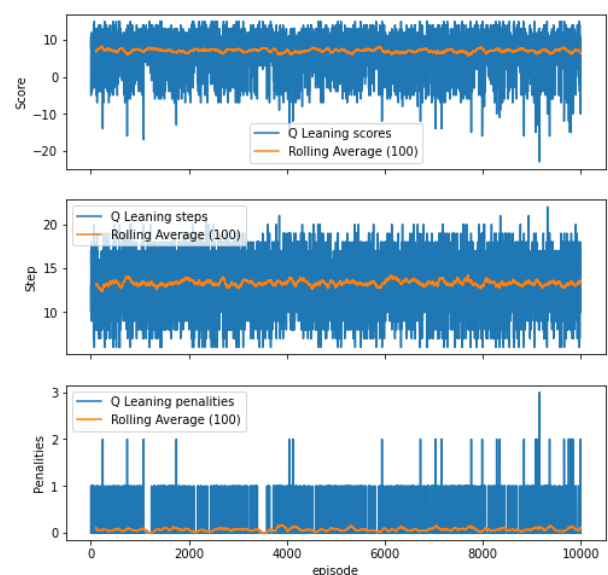 10
0
−10
−20
Score
Q Leaning scores
Rolling Average (100)
20
15
10
Step
Q Leaning steps
Rolling Average (100)
3
2
1
0
Penalities
Q Leaning penalities
Rolling Average (100)
0
2000
4000
6000
8000
10000
episode